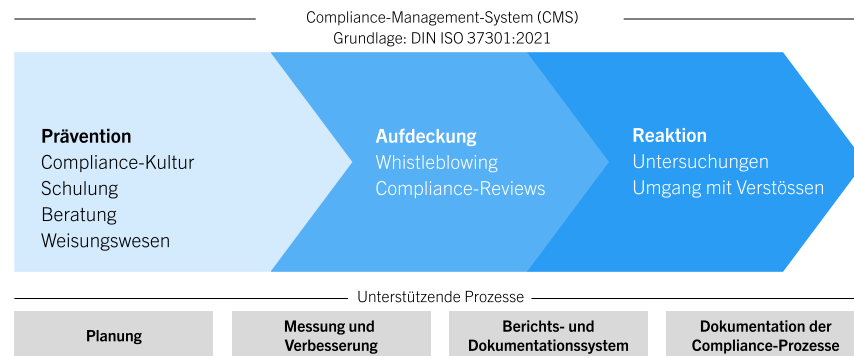 Compliance-Management-System (CMS)
Grundlage: DIN ISO 37301:2021
Prävention
Compliance-Kultur
Schulung
Beratung
Weisungswesen
Aufdeckung
Whistleblowing
Compliance-Reviews
Reaktion
Untersuchungen
Umgang mit Verstössen
Unterstützende Prozesse
Planung
Messung und
Verbesserung
Berichts- und
Dokumentationssystem
Dokumentation der
Compliance-Prozesse